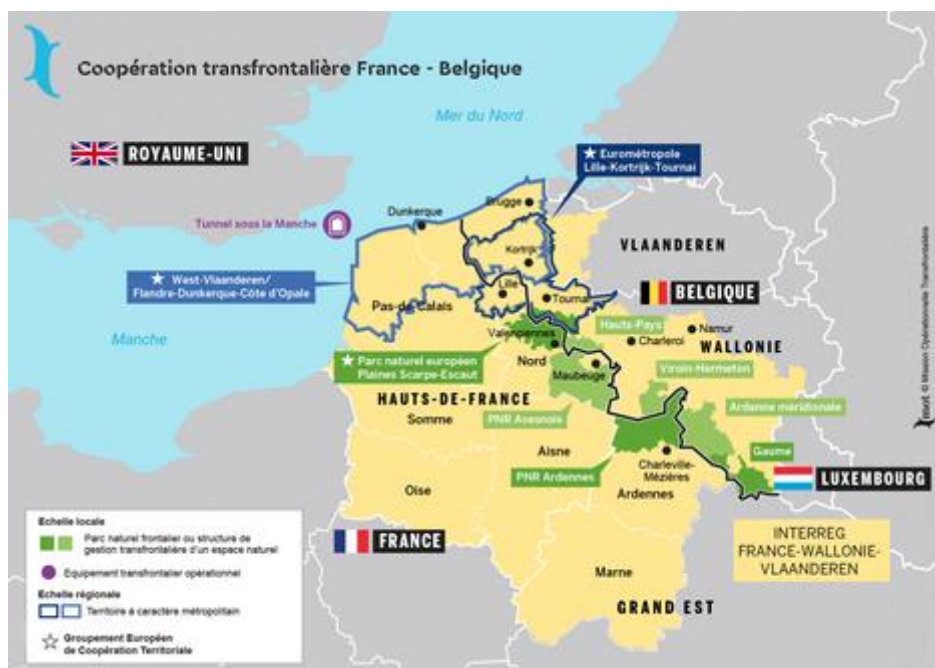 Coopération transfrontalière France - Belgique
Mer du Nord
ROYAUME-UNI
★ Eurométropole
Lille-Kortrijk-Tournai
Brugge
Dunkerque
Tunnel sous la Manche
VLAANDEREN
Kortrijk
★ West-Vlaanderen/
Flandre-Dunkerque-Côte d'Opale
Lille
Tournai
BELGIQUE
Pas-de-Calais
Manche
Hauts-Pays
Namur
Valenciennes
Charleroi
WALLONIE
★ Parc naturel européen
Plaines Scarpe-Escaut
Nord
Maubeuge
Viroin-Hermeton
HAUTS-DE-FRANCE
Ardenne méridionale
PNR Avesnois
Somme
Aisne
Gaume
Charleville-
Mézières
PNR Ardennes
LUXEMBOURG
Oise
Ardennes
FRANCE
INTERREG
FRANCE-WALLONIE-
VLAANDEREN
Marne
GRAND EST
Echelle locale
Parc naturel frontalier ou structure de
gestion transfrontalière d'un espace naturel
Equipement transfrontalier opérationnel
Echelle régionale
Territoire à caractère métropolitain
Groupement Européen
de Coopération Territoriale
mot © Mission Opérationnelle Transfrontalière